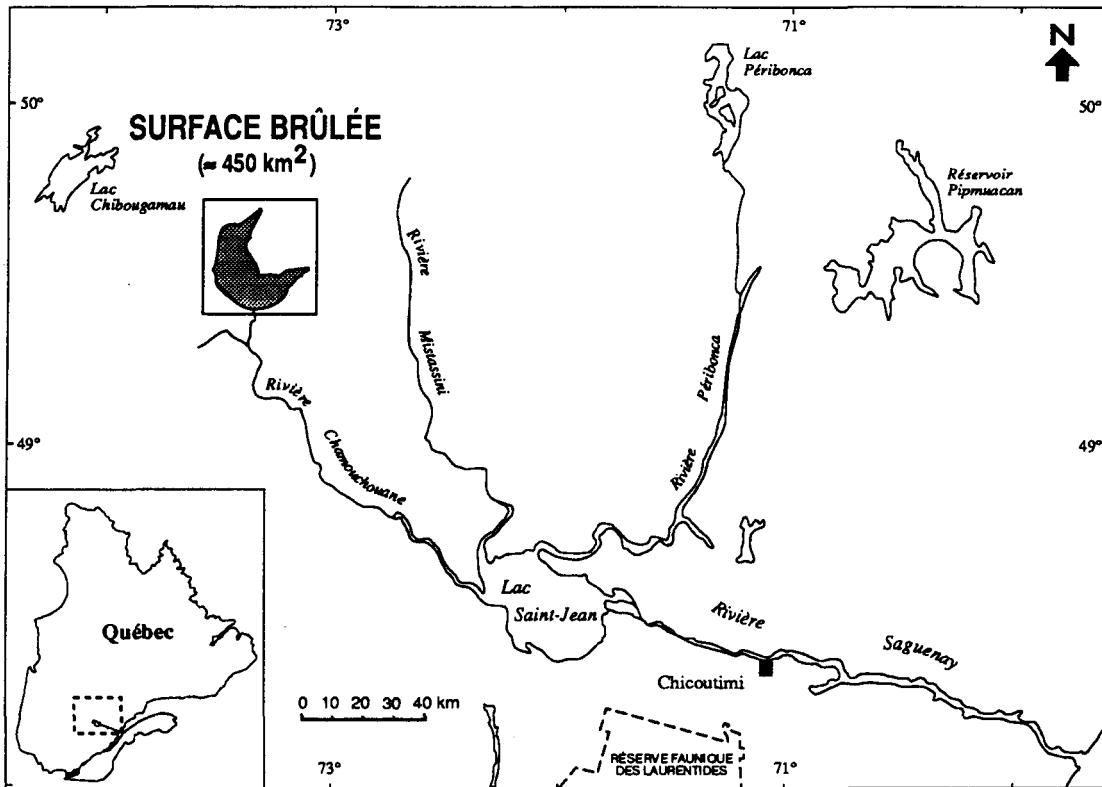 73°
71°
N
50°
50°
Lac
Péribonca
SURFACE BRÛLÉE
(≈ 450 km²)
Lac
Chibougamau
Réservoir
Pipmuacan
Rivière
Mistassini
Rivière
Péribonca
Rivière
Chamouchouane
49°
49°
Lac
Saint-Jean
Rivière
Saguenay
Chicoutimi
Québec
0 10 20 30 40 km
RÉSERVE FAUNIQUE
DES LAURENTIDES
73°
71°